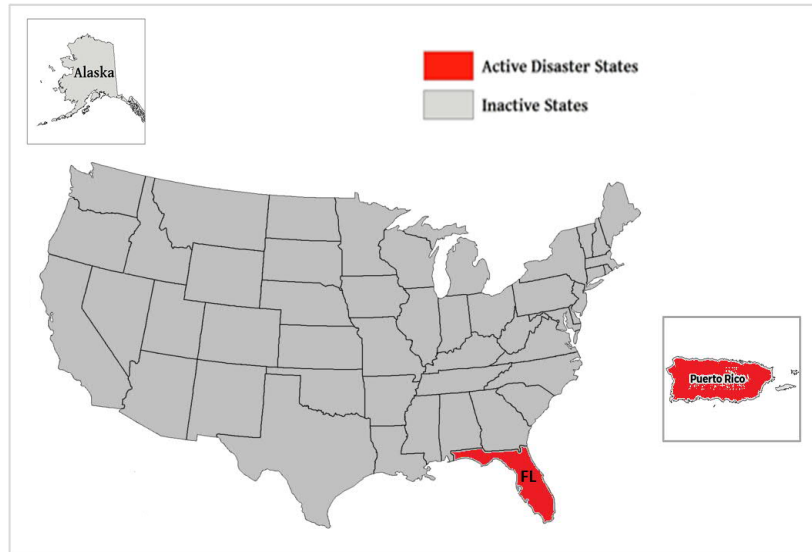 Alaska
Active Disaster States
Inactive States
Puerto Rico
FL